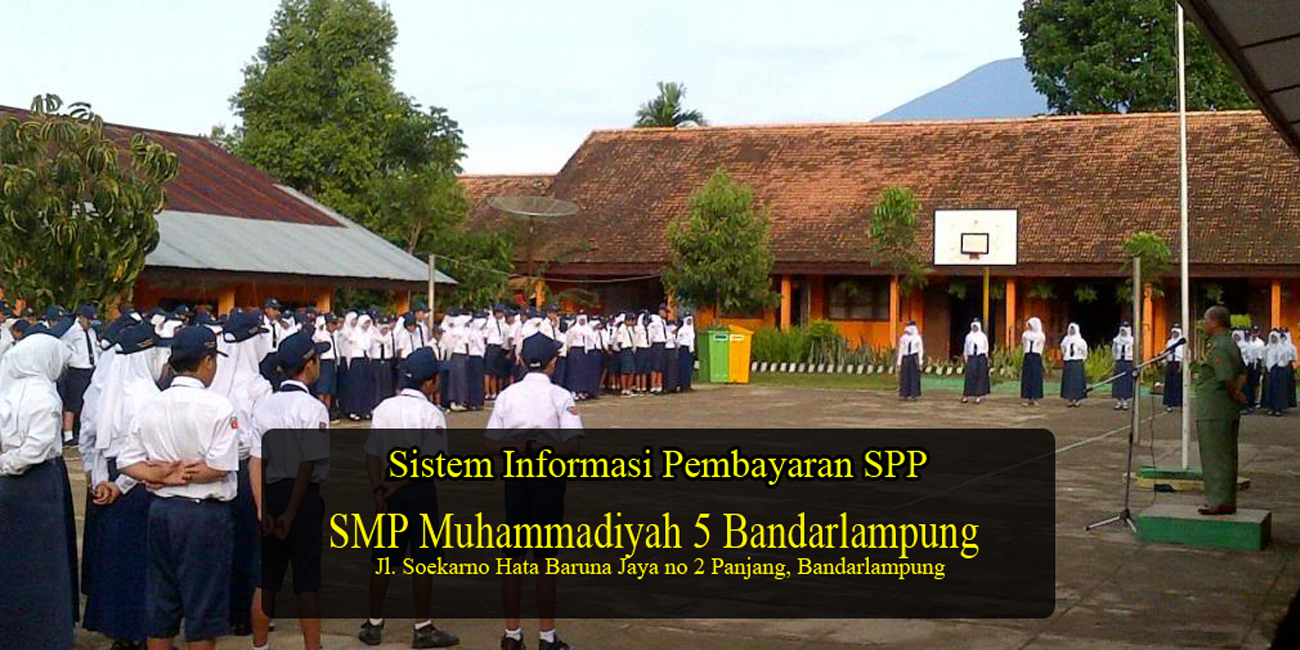 Sistem Informasi Pembayaran SPP
SMP Muhammadiyah 5 Bandarlampung
Jl. Soekarno Hata Baruna Jaya no 2 Panjang, Bandarlampung